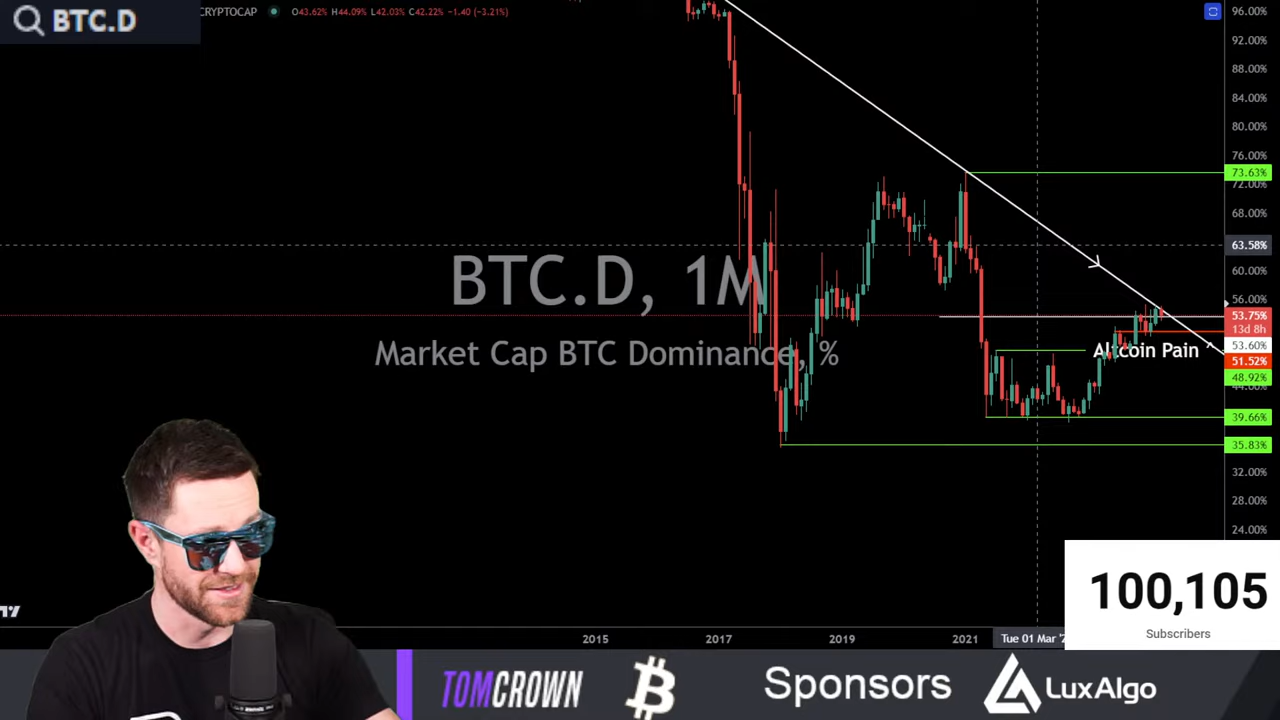 BTC.D
CRYPTOCAP O43.62% H44.09% L42.03% C42.22% −1.40 (−3.21%)
96.00%
92.00%
88.00%
84.00%
80.00%
76.00%
73.63%
72.00%
68.00%
63.58%
60.00%
56.00%
53.75%
13d 8h
53.60%
51.52%
48.92%
44.00%
39.66%
35.83%
32.00%
28.00%
24.00%
BTC.D, 1M
Market Cap BTC Dominance, %
Altcoin Pain
100,105
Subscribers
2015 2017 2019 2021 Tue 01 Mar
TOMCROWN Sponsors LuxAlgo